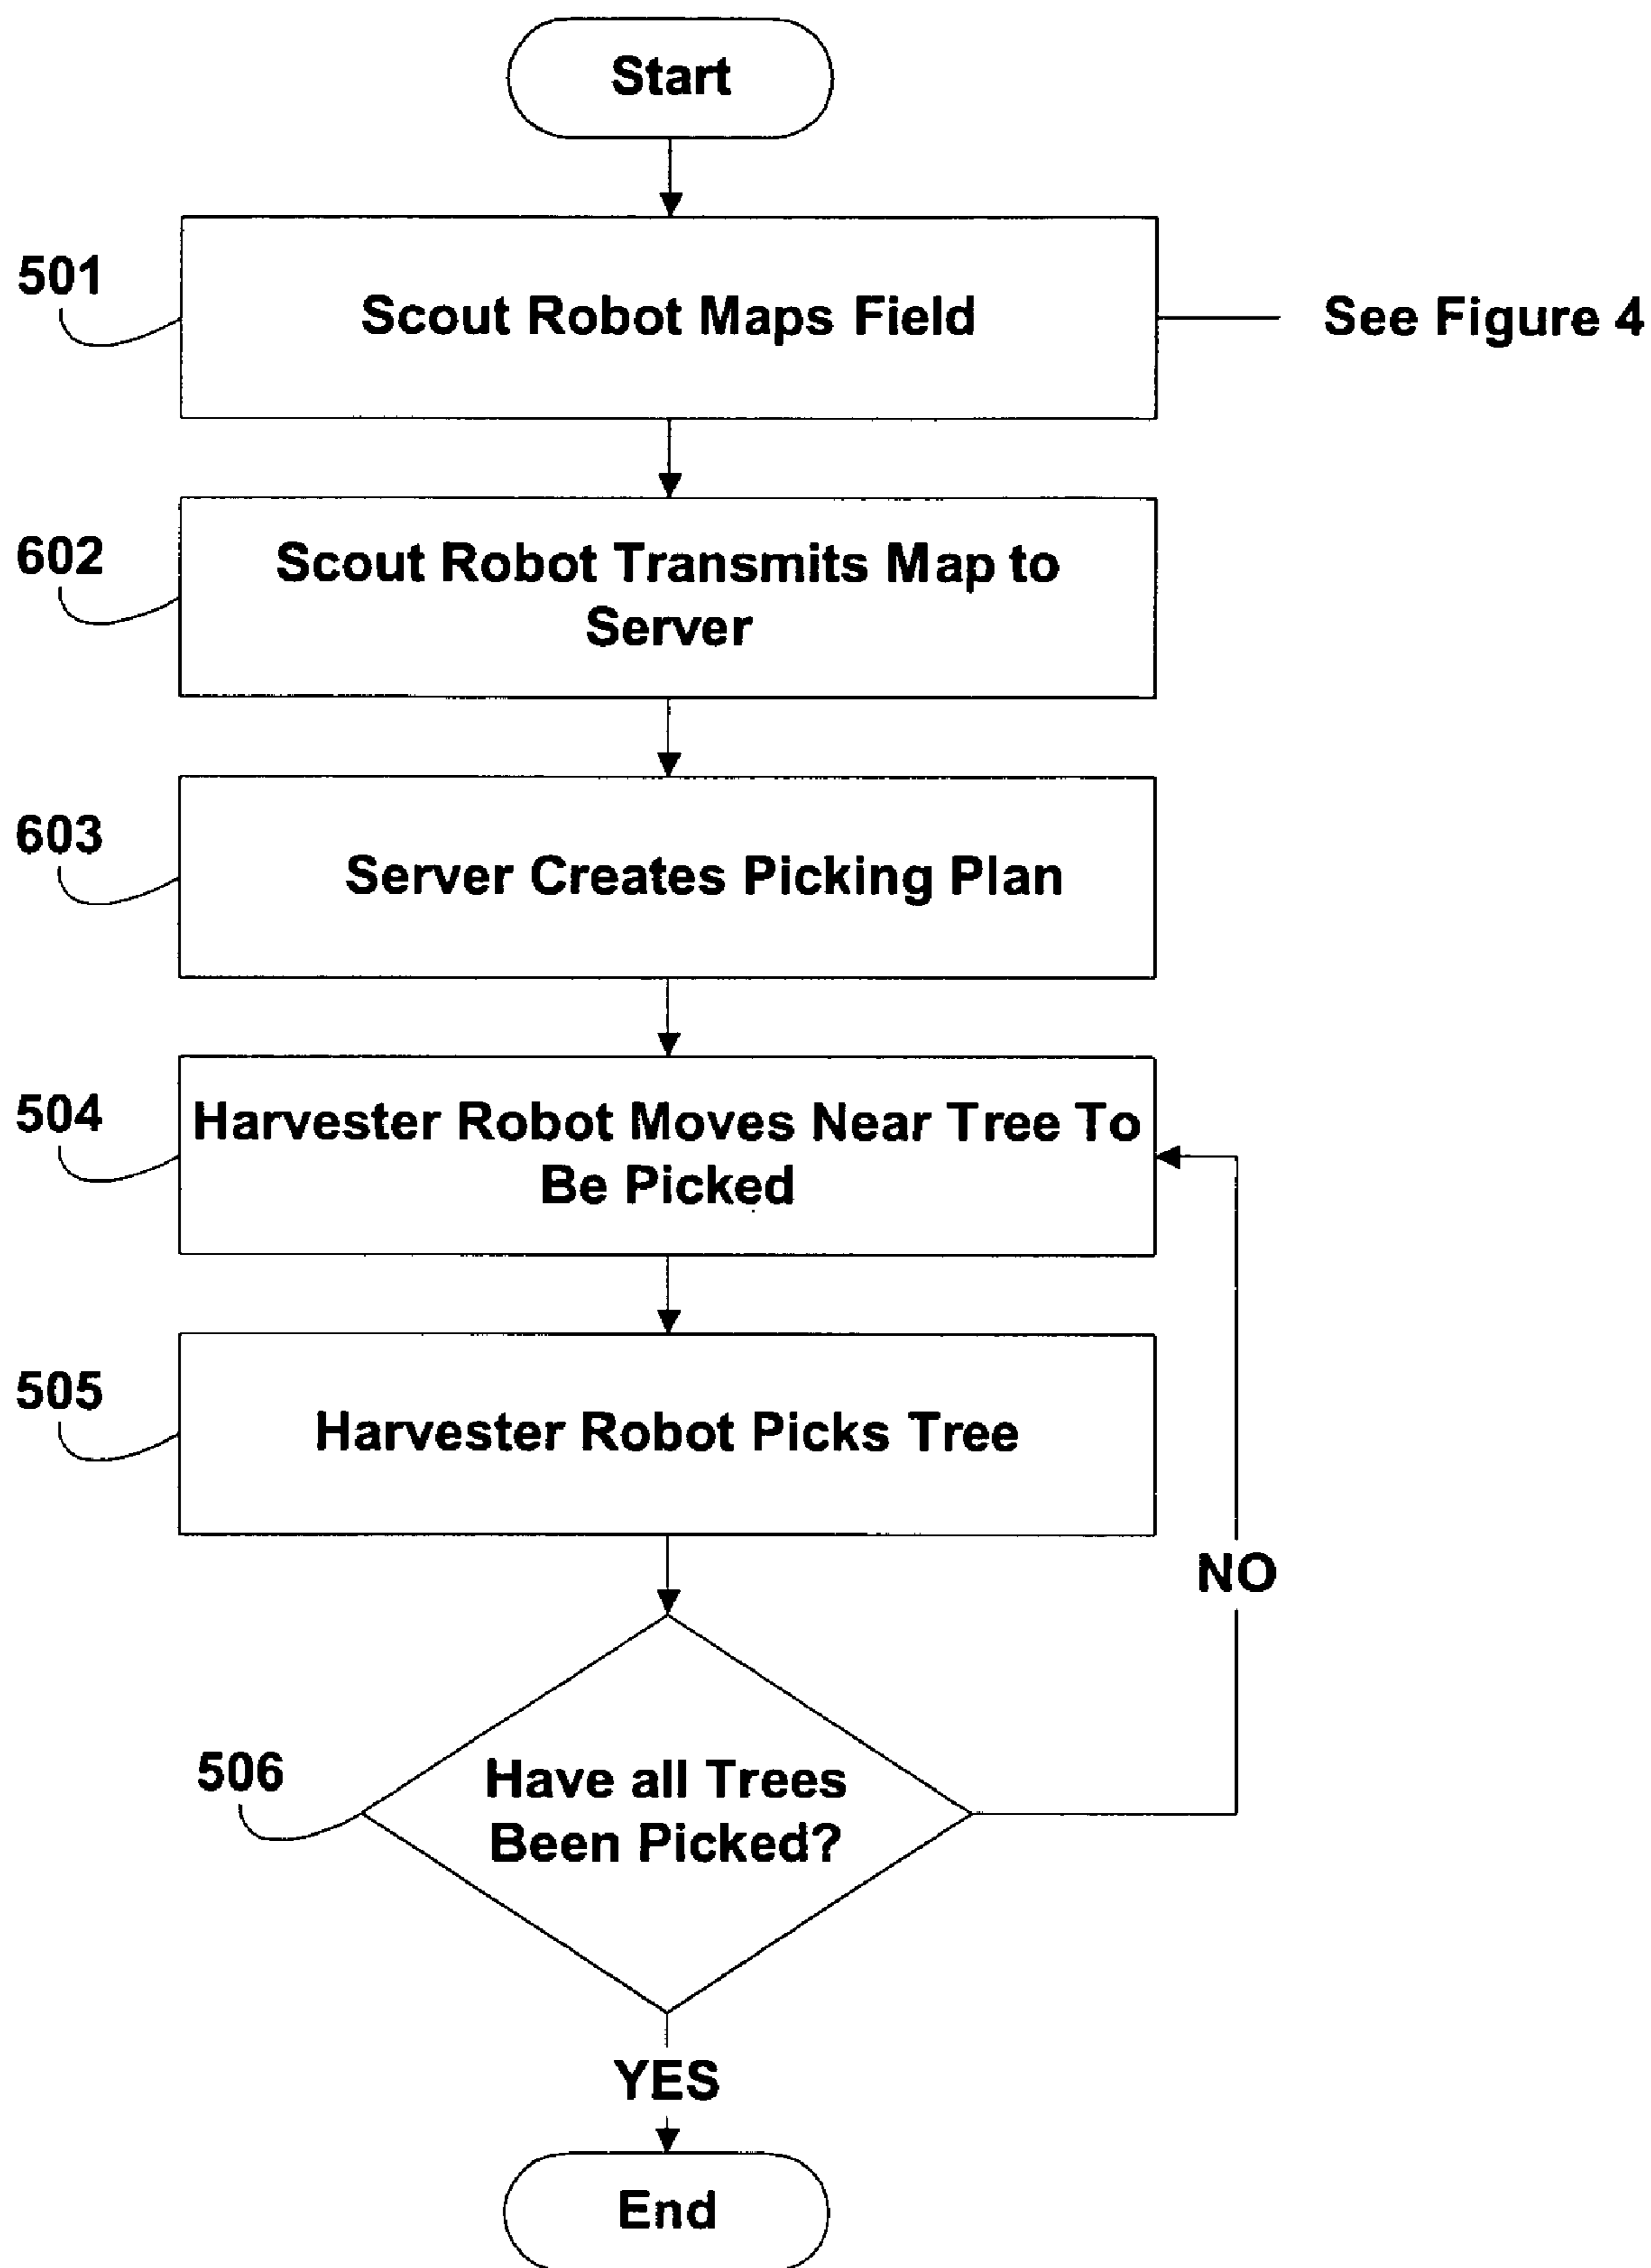 Start
501
Scout Robot Maps Field
See Figure 4
602
Scout Robot Transmits Map to
Server
603
Server Creates Picking Plan
504
Harvester Robot Moves Near Tree To
Be Picked
505
Harvester Robot Picks Tree
NO
506
Have all Trees
Been Picked?
YES
End